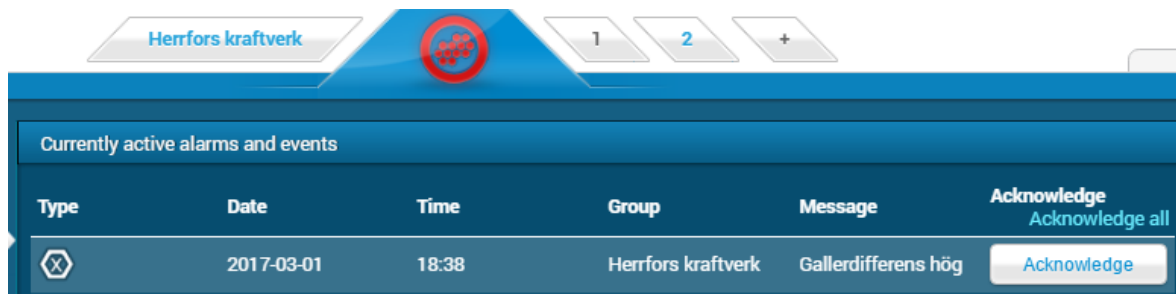 Herrfors kraftverk 1 2 +
Currently active alarms and events
Type Date Time Group Message Acknowledge
Acknowledge all
X 2017-03-01 18:38 Herrfors kraftverk Gallerdifferens hög Acknowledge